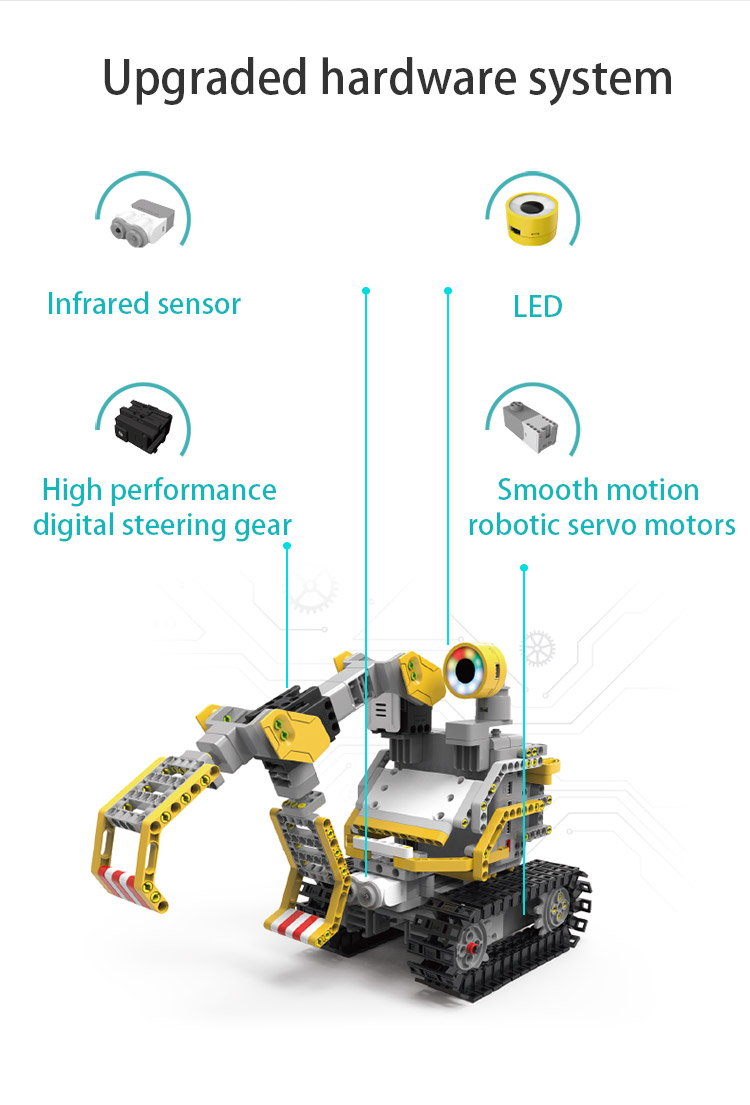 Upgraded hardware system
Infrared sensor
LED
High performance
digital steering gear
Smooth motion
robotic servo motors